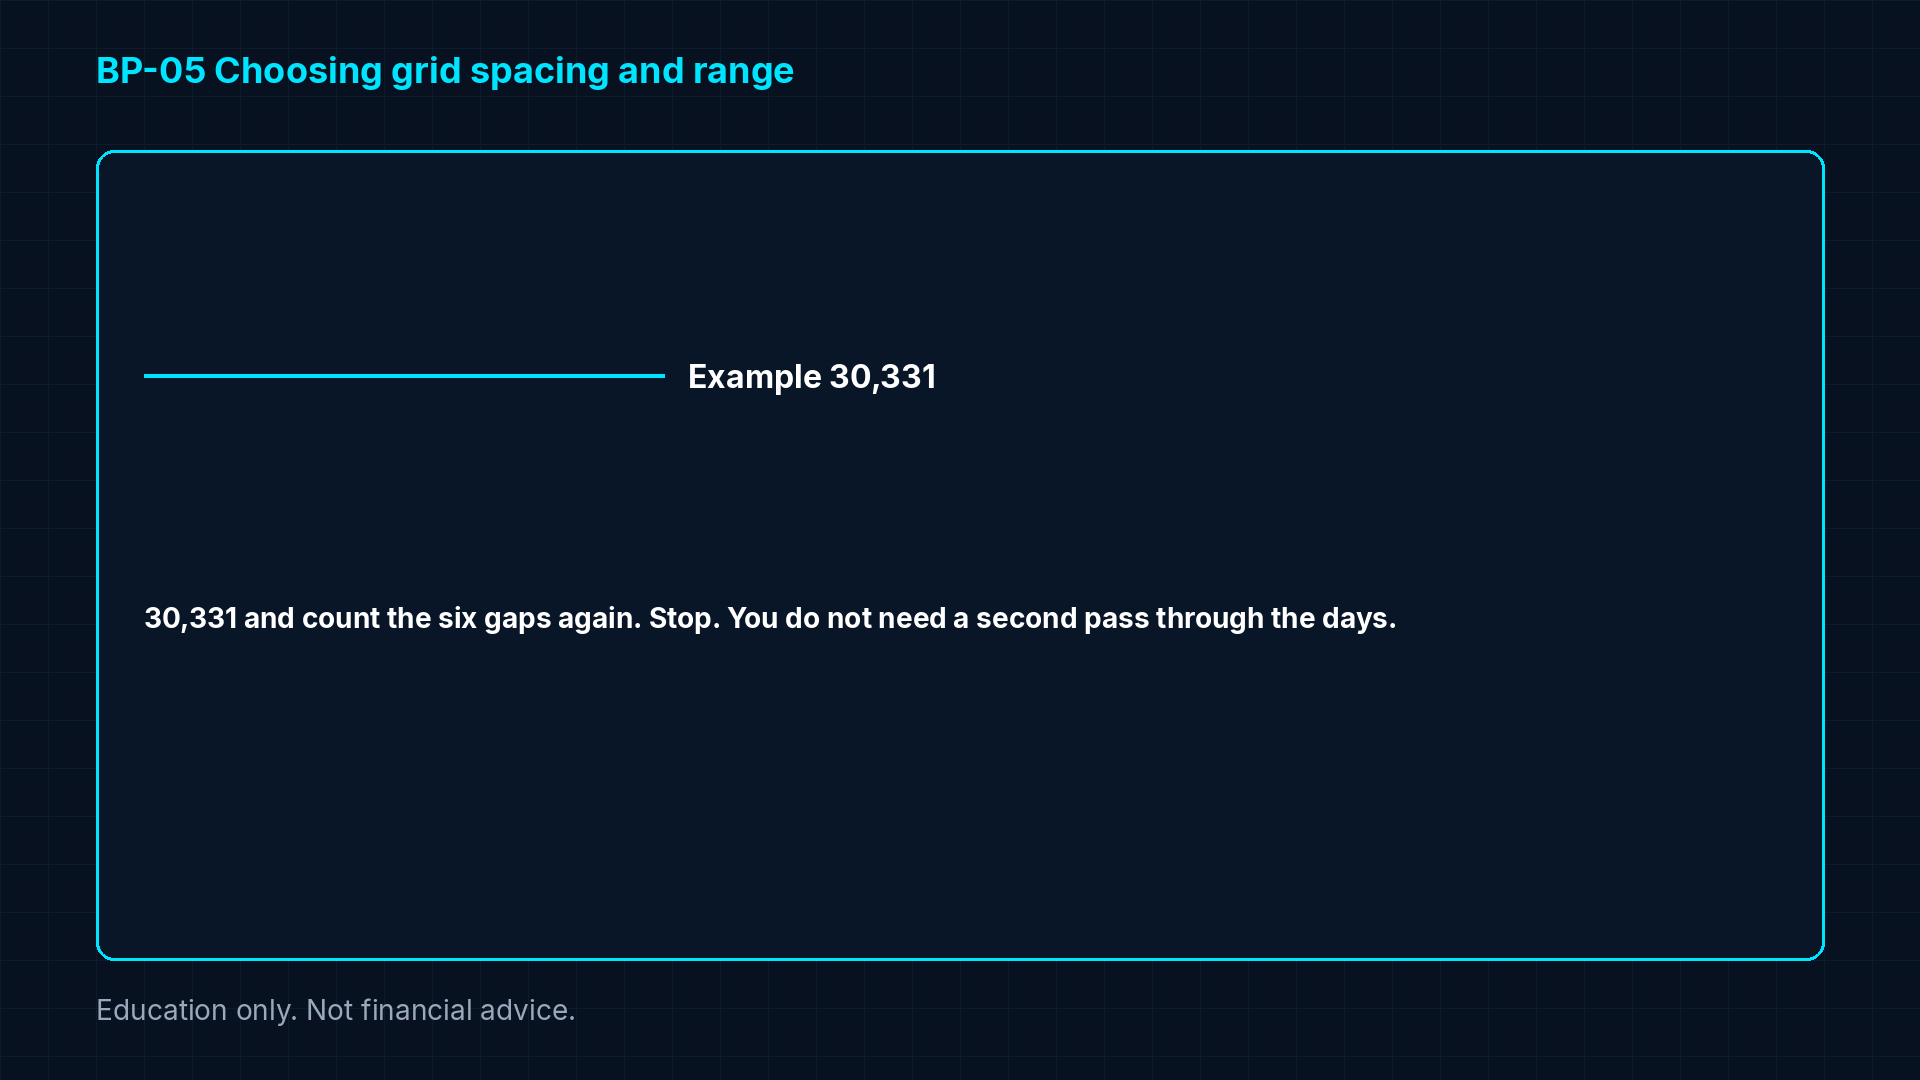 BP-05 Choosing grid spacing and range
Example 30,331
30,331 and count the six gaps again. Stop. You do not need a second pass through the days.
Education only. Not financial advice.